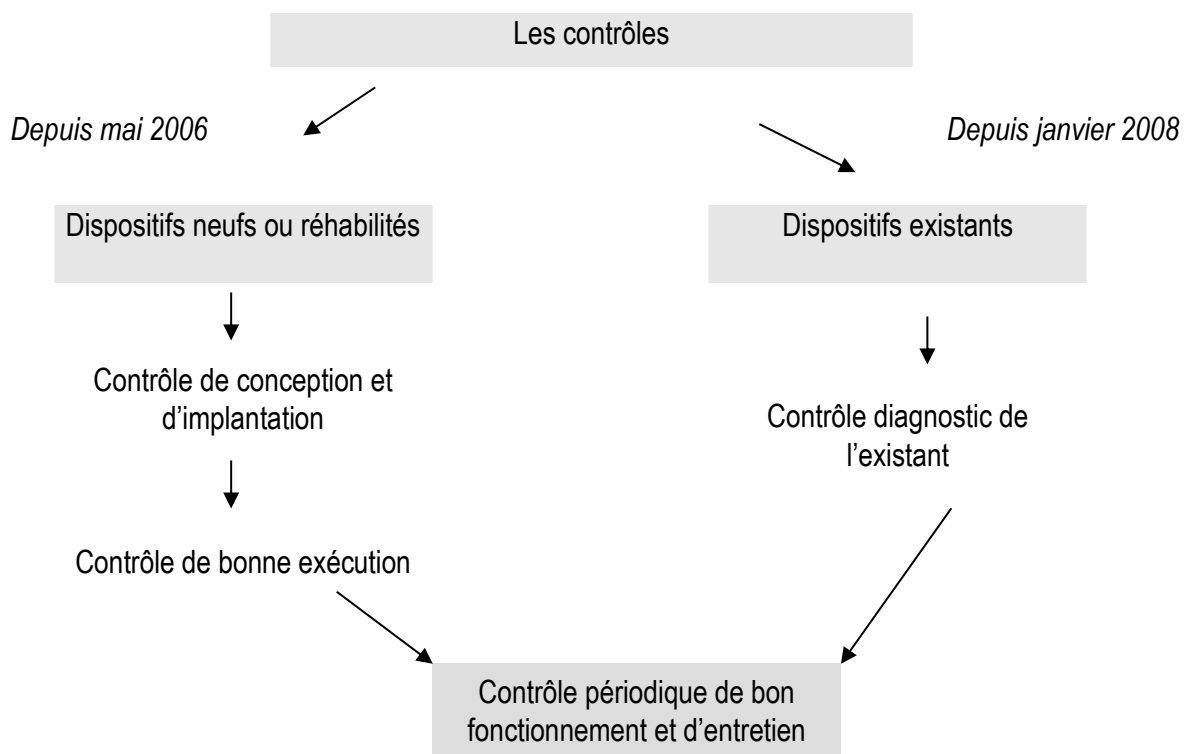 Les contrôles
Depuis mai 2006
Depuis janvier 2008
Dispositifs neufs ou réhabilités
Dispositifs existants
Contrôle de conception et
d’implantation
Contrôle diagnostic de
l’existant
Contrôle de bonne exécution
Contrôle périodique de bon
fonctionnement et d’entretien